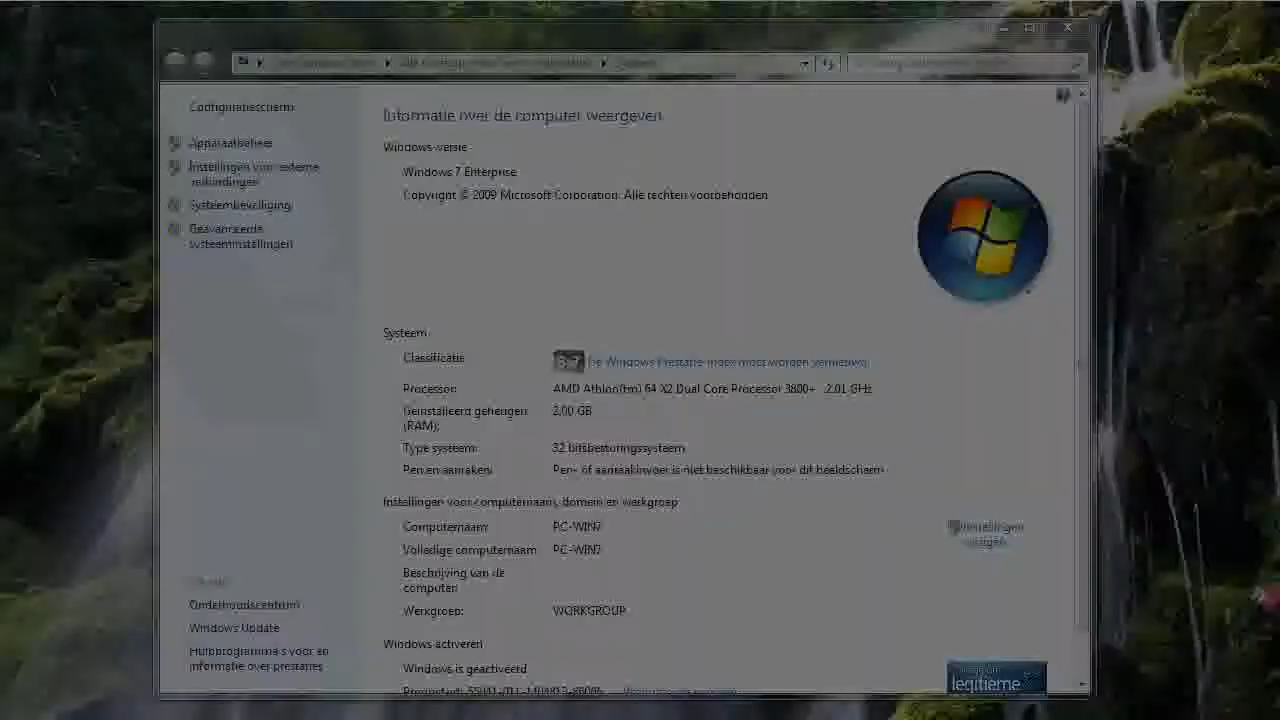 Configuratiescherm
Apparaatbeheer
Instellingen voor externe
verbindingen
Systeembeveiliging
Geavanceerde
systeeminstellingen
Onderhoudscentrum
Windows Update
Hulpprogramma's voor en
informatie over prestaties
Informatie over de computer weergeven
Windows-versie
Windows 7 Enterprise
Copyright © 2009 Microsoft Corporation. Alle rechten voorbehouden.
Systeem
Classificatie:
De Windows Prestatie-index moet worden vernieuwd
Processor: AMD Athlon(tm) 64 X2 Dual Core Processor 3800+ 2.01 GHz
Geïnstalleerd geheugen 2,00 GB
(RAM):
Type systeem: 32 bitsbesturingssysteem
Pen en aanraken: Pen- of aanraakinvoer is niet beschikbaar voor dit beeldscherm
Instellingen voor computernaam, domein en werkgroep
Computernaam: PC-WIN7
Instellingen
wijzigen
Volledige computernaam: PC-WIN7
Beschrijving van de
computer:
Werkgroep: WORKGROUP
Windows activeren
Windows is geactiveerd
legitieme